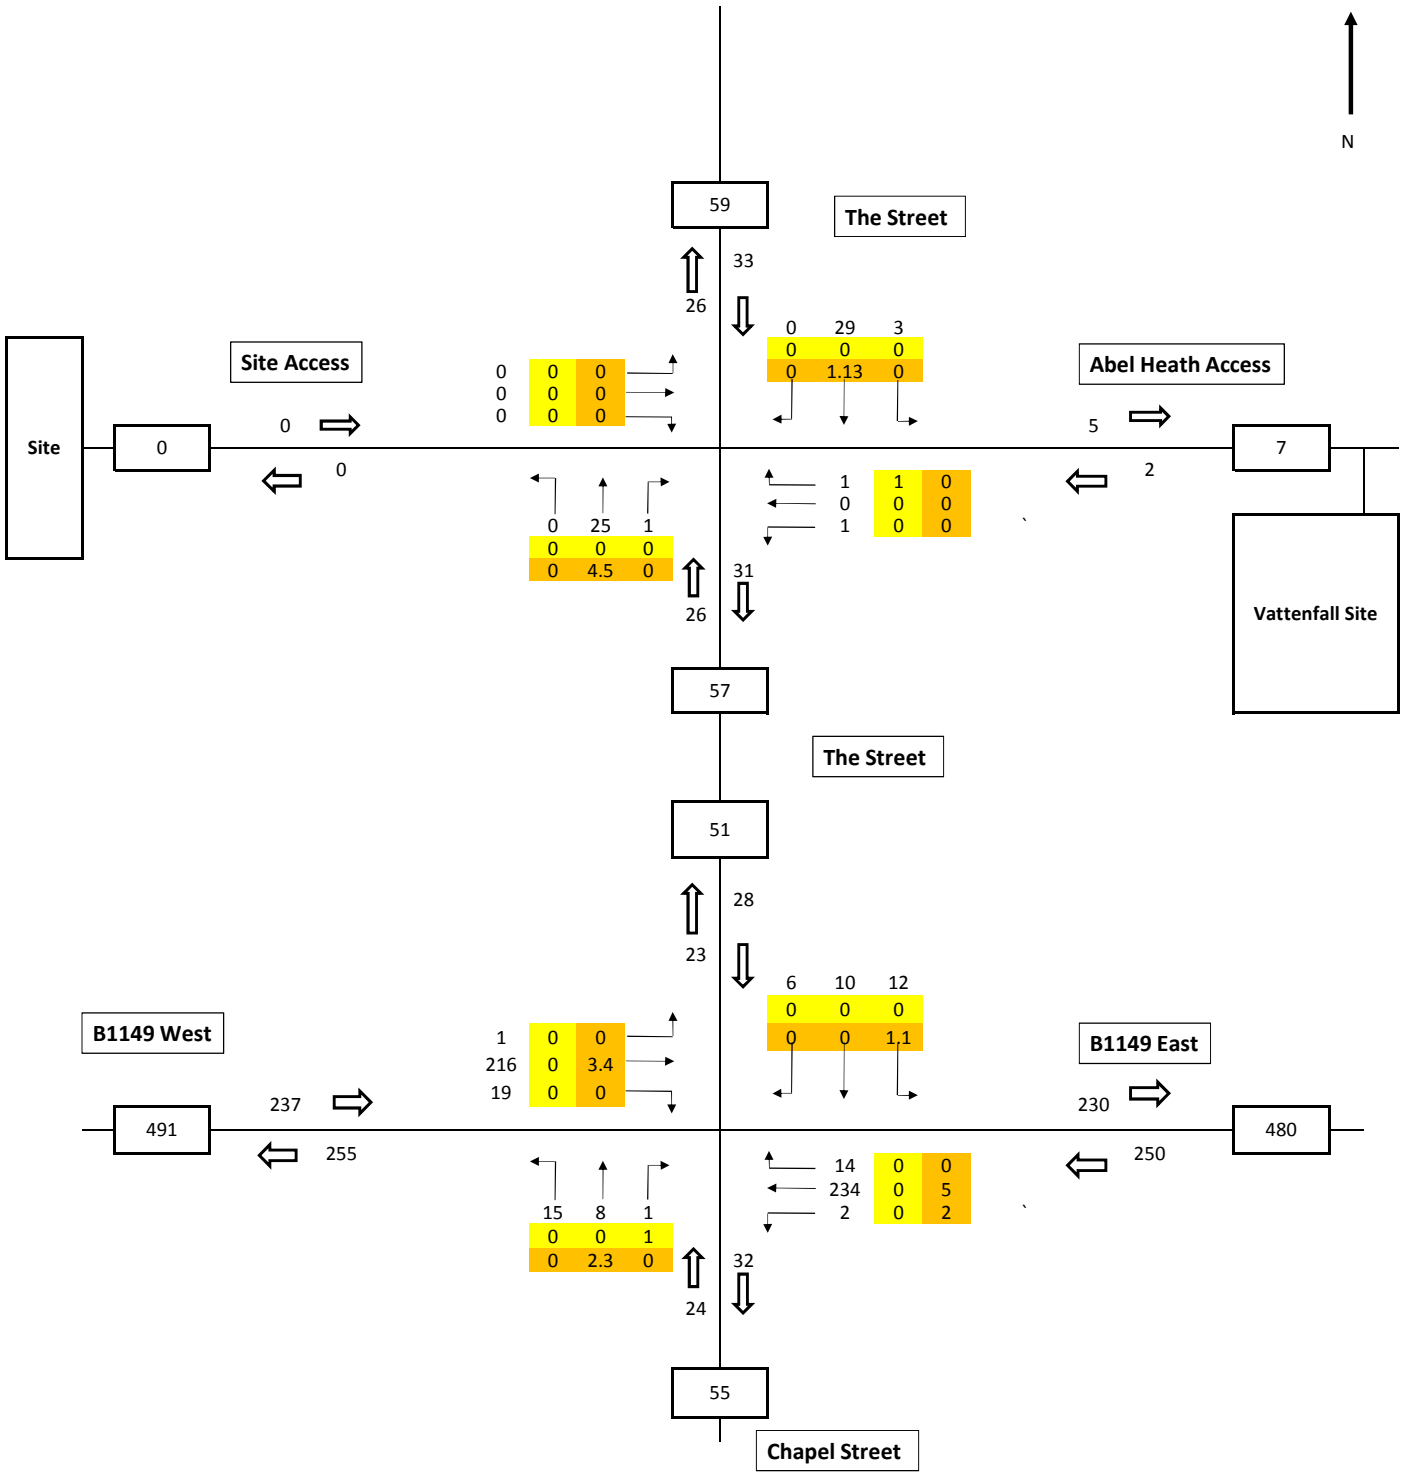 N
59
The Street
33
26
0 29 3
0 0 0
0 1.13 0
Site Access
0 0 0
0 0 0
0 0 0
Abel Heath Access
Site
0
0
0
5
2
7
1 1 0
0 0 0
1 0 0
`
0 25 1
0 0 0
0 4.5 0
31
26
Vattenfall Site
57
The Street
51
28
23
6 10 12
0 0 0
0 0 1.1
B1149 West
1 0 0
216 0 3.4
19 0 0
B1149 East
237
230
491
480
255
250
14 0 0
234 0 5
2 0 2
`
15 8 1
0 0 1
0 2.3 0
32
24
55
Chapel Street